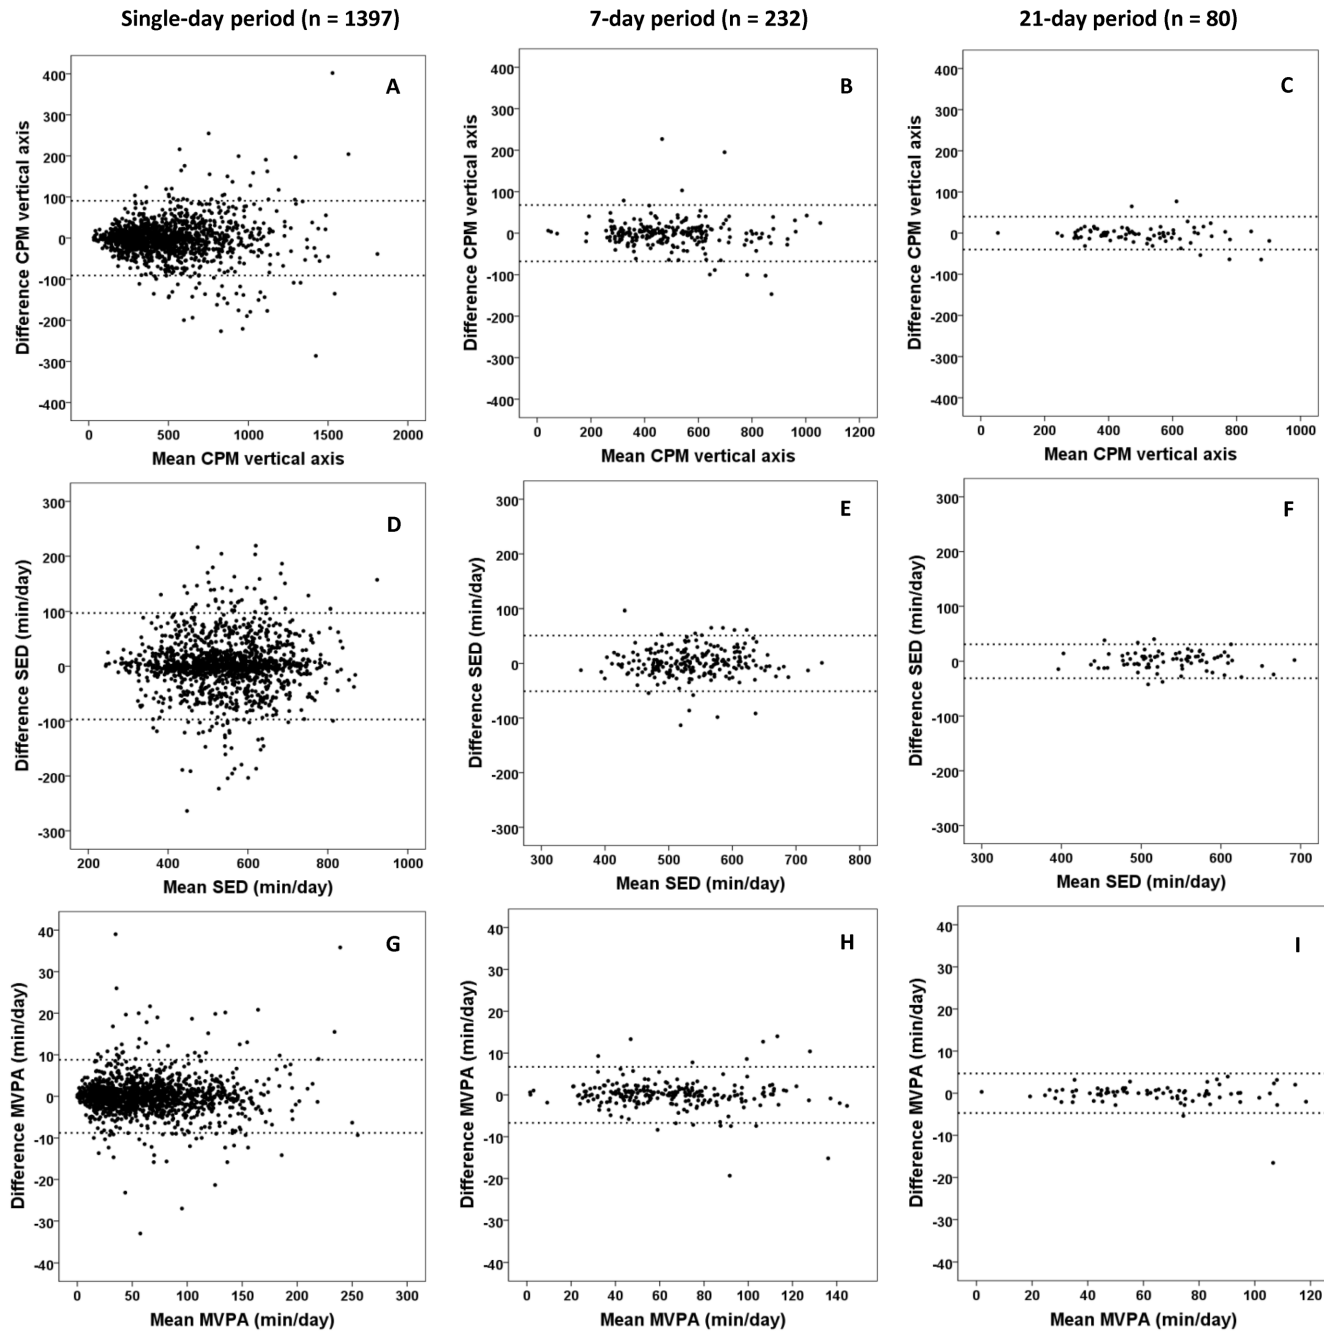 Single-day period (n = 1397)
7-day period (n = 232)
21-day period (n = 80)
A
Difference CPM vertical axis
400
300
200
100
0
-100
-200
-300
-400
0 500 1000 1500 2000
Mean CPM vertical axis
B
Difference CPM vertical axis
400
300
200
100
0
-100
-200
-300
-400
0 200 400 600 800 1000 1200
Mean CPM vertical axis
C
Difference CPM vertical axis
400
300
200
100
0
-100
-200
-300
-400
0 200 400 600 800 1000
Mean CPM vertical axis
D
Difference SED (min/day)
300
200
100
0
-100
-200
-300
200 400 600 800 1000
Mean SED (min/day)
E
Difference SED (min/day)
300
200
100
0
-100
-200
-300
300 400 500 600 700 800
Mean SED (min/day)
F
Difference SED (min/day)
300
200
100
0
-100
-200
-300
300 400 500 600 700
Mean SED (min/day)
G
Difference MVPA (min/day)
40
30
20
10
0
-10
-20
-30
-40
0 50 100 150 200 250 300
Mean MVPA (min/day)
H
Difference MVPA (min/day)
40
30
20
10
0
-10
-20
-30
-40
0 20 40 60 80 100 120 140
Mean MVPA (min/day)
I
Difference MVPA (min/day)
40
30
20
10
0
-10
-20
-30
-40
0 20 40 60 80 100 120
Mean MVPA (min/day)